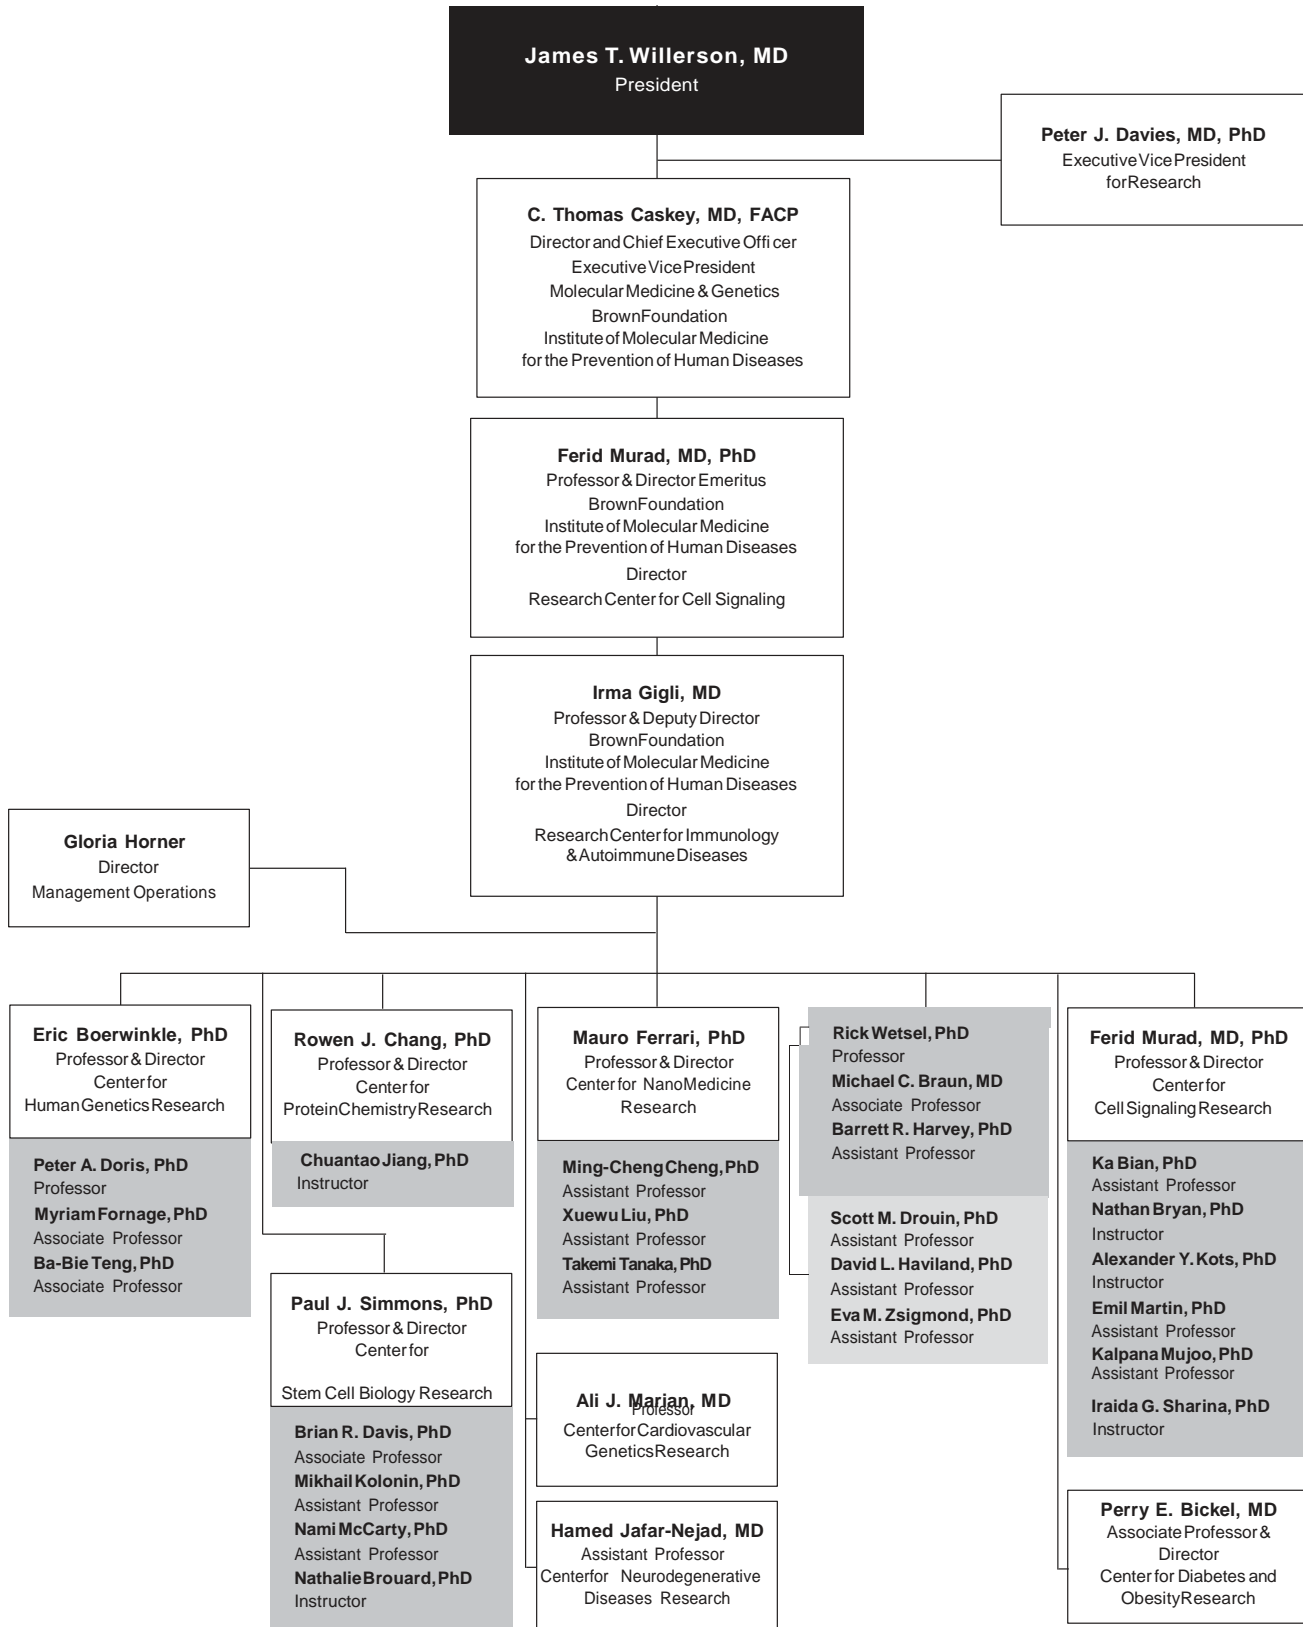 James T. Willerson, MD
President
Peter J. Davies, MD, PhD
Executive Vice President
for Research
C. Thomas Caskey, MD, FACP
Director and Chief Executive Officer
Executive Vice President
Molecular Medicine & Genetics
Brown Foundation
Institute of Molecular Medicine
for the Prevention of Human Diseases
Ferid Murad, MD, PhD
Professor & Director Emeritus
Brown Foundation
Institute of Molecular Medicine
for the Prevention of Human Diseases
Director
Research Center for Cell Signaling
Irma Gigli, MD
Professor & Deputy Director
Brown Foundation
Institute of Molecular Medicine
for the Prevention of Human Diseases
Director
Research Center for Immunology
& Autoimmune Diseases
Gloria Horner
Director
Management Operations
Eric Boerwinkle, PhD
Professor & Director
Center for
Human Genetics Research
Peter A. Doris, PhD
Professor
Myriam Fornage, PhD
Associate Professor
Ba-Bie Teng, PhD
Associate Professor
Rowen J. Chang, PhD
Professor & Director
Center for
Protein Chemistry Research
Chuantao Jiang, PhD
Instructor
Paul J. Simmons, PhD
Professor & Director
Center for
Stem Cell Biology Research
Brian R. Davis, PhD
Associate Professor
Mikhail Kolonin, PhD
Assistant Professor
Nami McCarty, PhD
Assistant Professor
Nathalie Brouard, PhD
Instructor
Mauro Ferrari, PhD
Professor & Director
Center for NanoMedicine
Research
Ming-Cheng Cheng, PhD
Assistant Professor
Xuewu Liu, PhD
Assistant Professor
Takemi Tanaka, PhD
Assistant Professor
Ali J. Marian, MD
Professor
Center for Cardiovascular
Genetics Research
Hamed Jafar-Nejad, MD
Assistant Professor
Center for Neurodegenerative
Diseases Research
Rick Wetsel, PhD
Professor
Michael C. Braun, MD
Associate Professor
Barrett R. Harvey, PhD
Assistant Professor
Scott M. Drouin, PhD
Assistant Professor
David L. Haviland, PhD
Assistant Professor
Eva M. Zsigmond, PhD
Assistant Professor
Ferid Murad, MD, PhD
Professor & Director
Center for
Cell Signaling Research
Ka Bian, PhD
Assistant Professor
Nathan Bryan, PhD
Instructor
Alexander Y. Kots, PhD
Instructor
Emil Martin, PhD
Assistant Professor
Kalpana Mujoo, PhD
Assistant Professor
Iraida G. Sharina, PhD
Instructor
Perry E. Bickel, MD
Associate Professor &
Director
Center for Diabetes and
Obesity Research